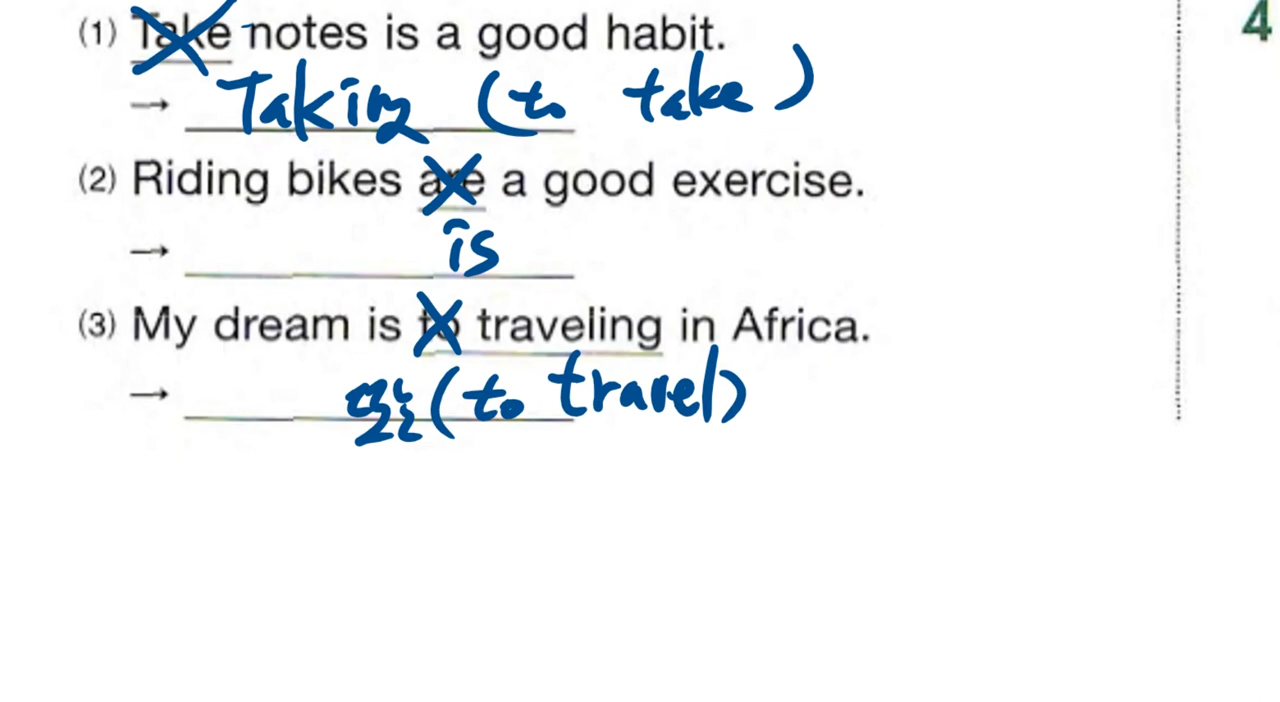 (1) Take notes is a good habit.
→ Taking (to take)
(2) Riding bikes are a good exercise.
→ is
(3) My dream is to traveling in Africa.
→ (to travel)
4